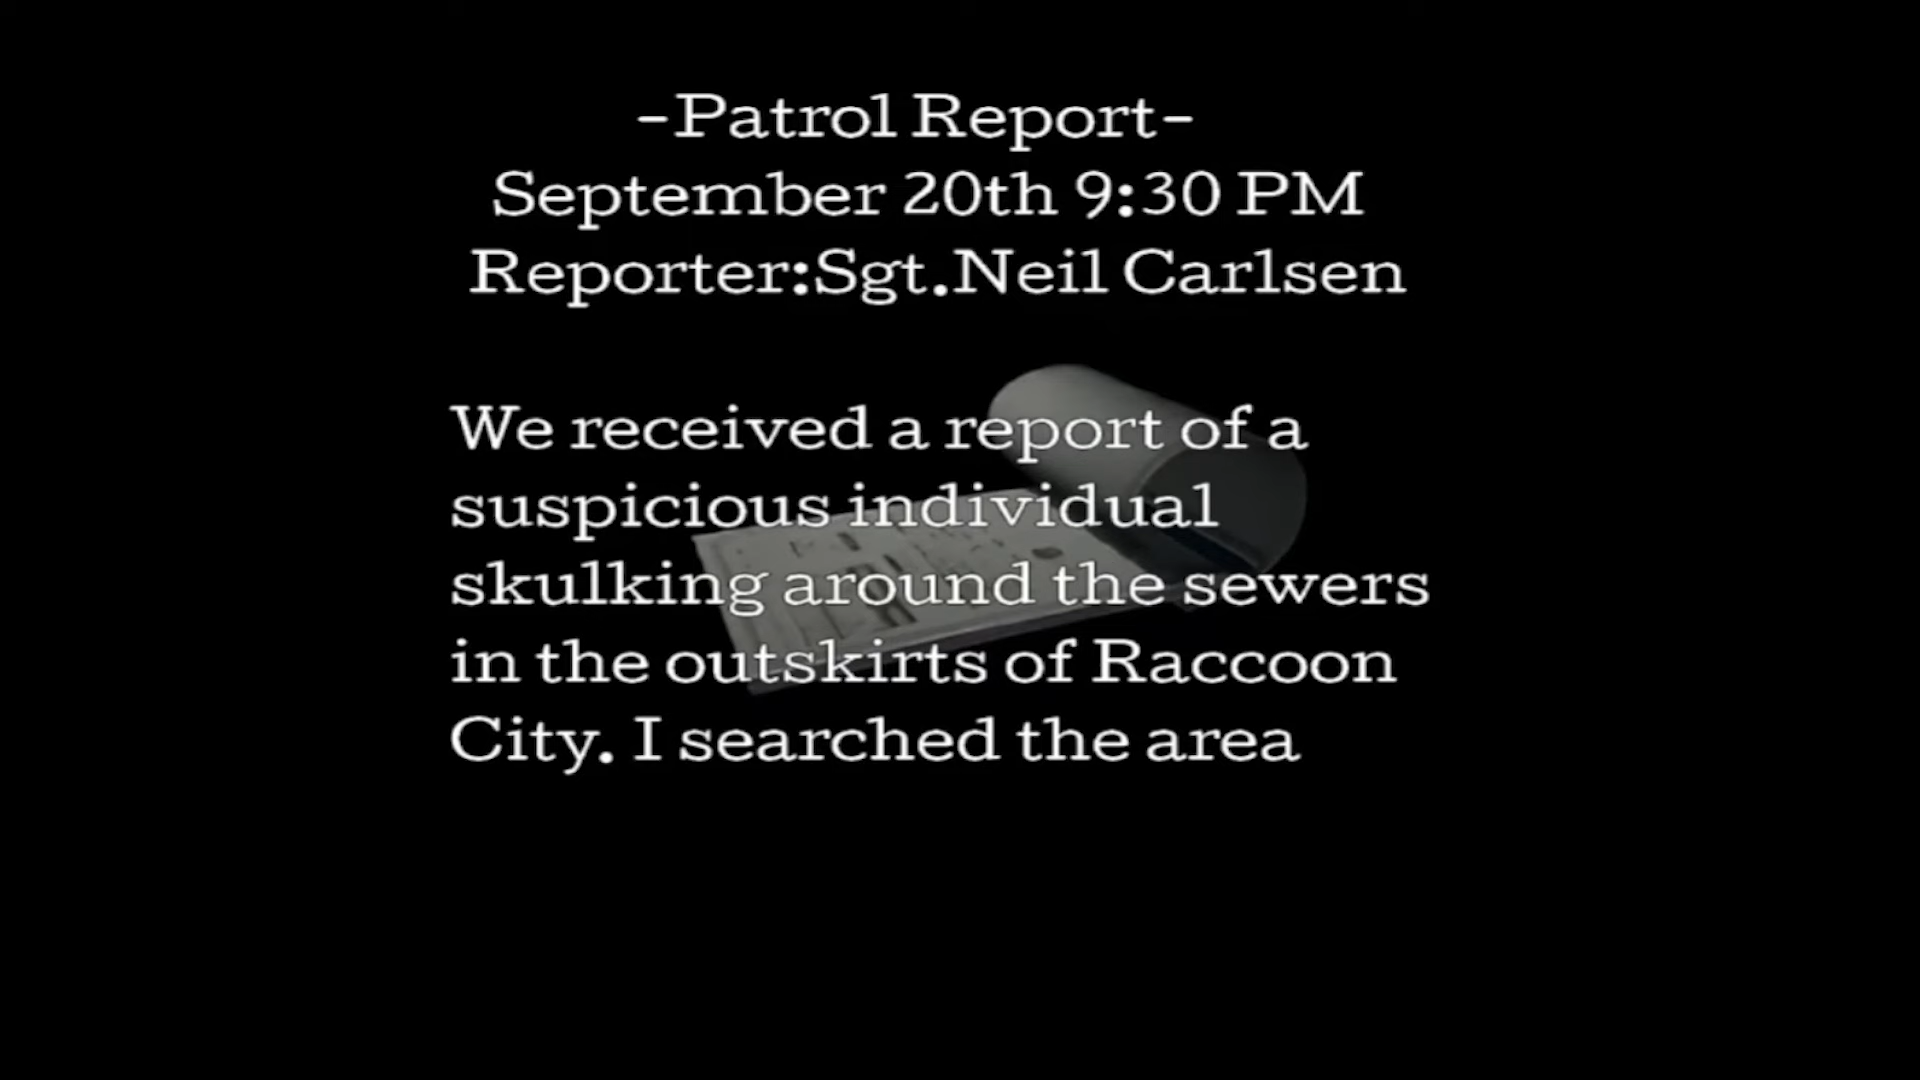 -Patrol Report-
September 20th 9:30 PM
Reporter:Sgt.Neil Carlsen
We received a report of a
suspicious individual
skulking around the sewers
in the outskirts of Raccoon
City. I searched the area